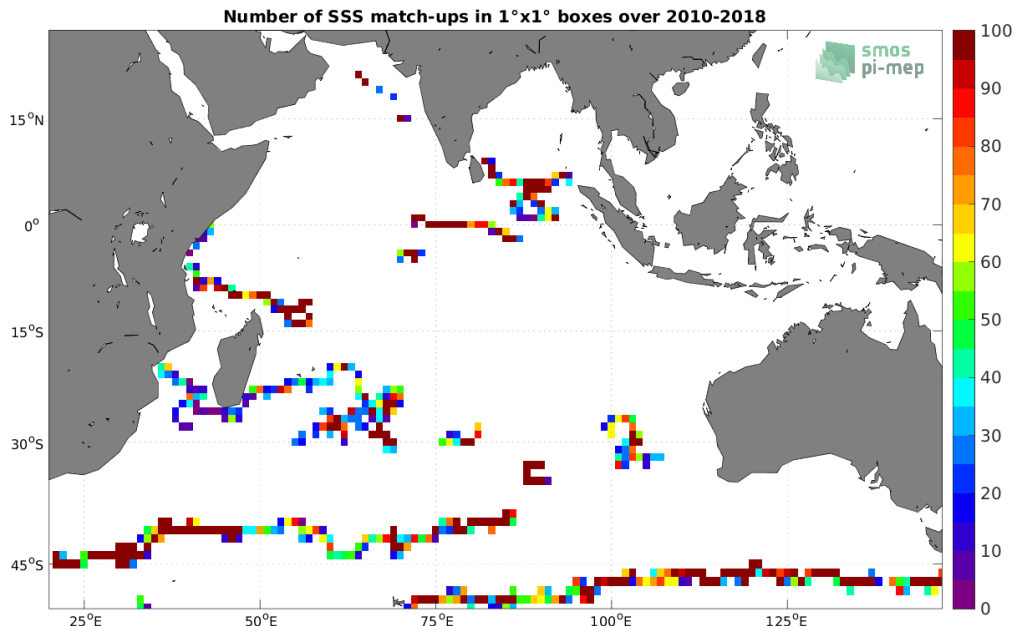 Number of SSS match-ups in 1°x1° boxes over 2010-2018
smos
pi-mep
15°N
0°
15°S
30°S
45°S
25°E
50°E
75°E
100°E
125°E
100
90
80
70
60
50
40
30
20
10
0